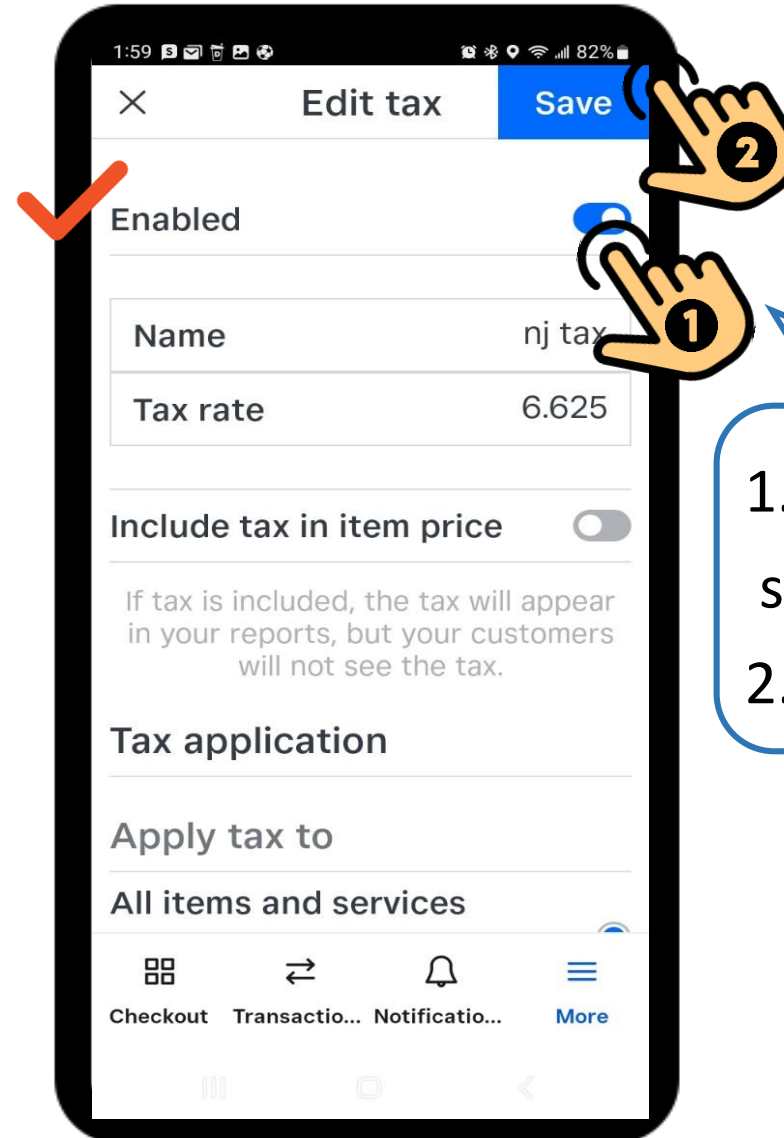 1:59 82%
Edit tax Save
2
Enabled
1
Name nj tax
Tax rate 6.625
1.
s
2.
Include tax in item price
If tax is included, the tax will appear
in your reports, but your customers
will not see the tax.
Tax application
Apply tax to
All items and services
Checkout Transactio... Notificatio... More